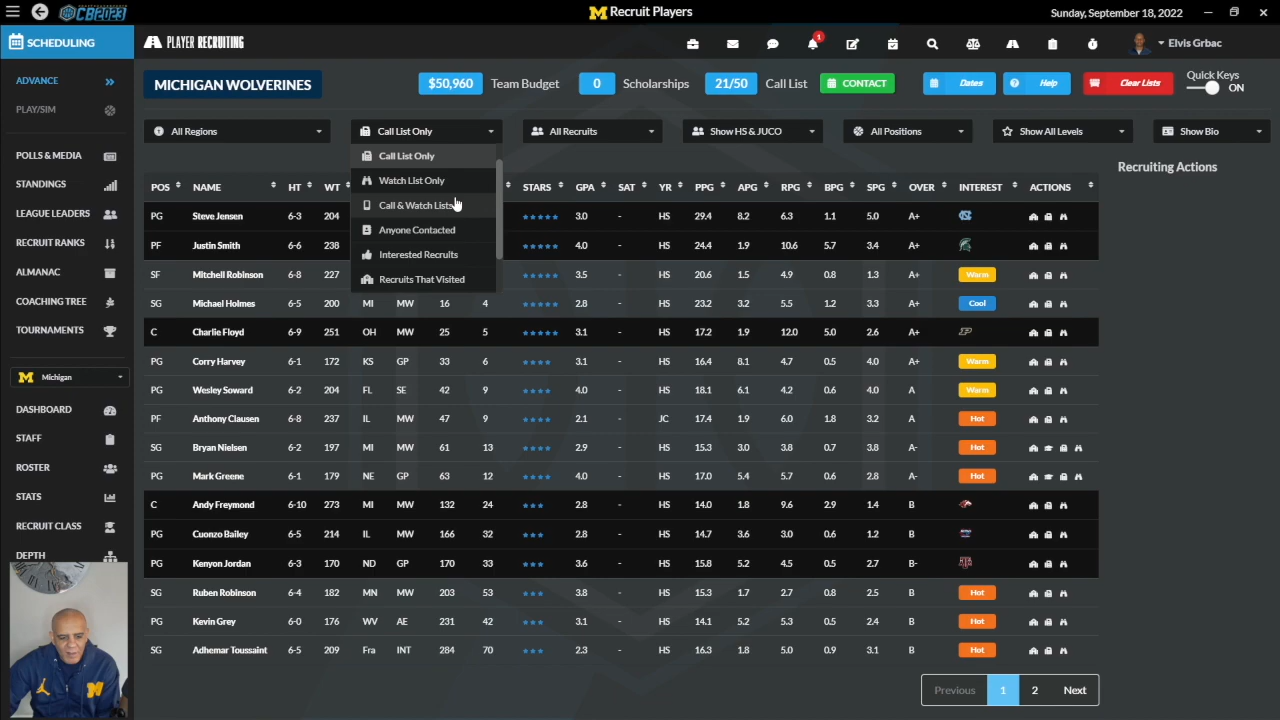 CB2023
Recruit Players
Sunday, September 18, 2022
SCHEDULING
PLAYER RECRUITING
1
Elvis Grbac
ADVANCE
PLAY/SIM
MICHIGAN WOLVERINES
$50,960 Team Budget
0 Scholarships
21/50 Call List
CONTACT
Dates
Help
Clear Lists
Quick Keys
ON
All Regions
Call List Only
All Recruits
Show HS & JUCO
All Positions
Show All Levels
Show Bio
Call List Only
Watch List Only
Call & Watch Lists
Anyone Contacted
Interested Recruits
Recruits That Visited
Recruiting Actions
POLLS & MEDIA
STANDINGS
LEAGUE LEADERS
RECRUIT RANKS
ALMANAC
COACHING TREE
TOURNAMENTS
Michigan
DASHBOARD
STAFF
ROSTER
STATS
RECRUIT CLASS
DEPTH
POS NAME HT WT STARS GPA SAT YR PPG APG RPG BPG SPG OVER INTEREST ACTIONS
PG Steve Jensen 6-3 204 3.0 - HS 29.4 8.2 6.3 1.1 5.0 A+
PF Justin Smith 6-6 238 4.0 - HS 24.4 1.9 10.6 5.7 3.4 A+
SF Mitchell Robinson 6-8 227 3.5 - HS 20.6 1.5 4.9 0.8 1.3 A+ Warm
SG Michael Holmes 6-5 200 MI MW 16 4 3.1 - HS 23.2 3.2 5.5 1.2 3.3 A+ Cool
C Charlie Floyd 6-9 251 OH MW 25 5 3.1 - HS 17.2 1.9 12.0 5.0 2.6 A+
PG Corry Harvey 6-1 172 KS GP 33 6 3.1 - HS 16.4 8.1 4.7 0.5 4.0 A+ Warm
PG Wesley Soward 6-2 204 FL SE 42 9 4.0 - HS 18.1 6.1 4.2 0.6 4.0 A Warm
PF Anthony Clausen 6-8 237 IL MW 47 9 2.1 - JC 17.4 1.9 6.0 1.8 3.2 A Hot
SG Bryan Nielsen 6-2 197 MI MW 61 13 2.9 - HS 15.3 3.0 3.8 0.7 3.8 A- Hot
PG Mark Greene 6-1 179 NE GP 63 12 4.0 - HS 17.0 5.4 5.7 0.6 2.8 A- Hot
C Andy Freymond 6-10 273 MI MW 132 24 2.8 - HS 14.0 1.8 9.6 2.9 1.4 B
PG Cuonzo Bailey 6-5 214 IL MW 166 32 2.8 - HS 14.7 3.6 3.0 0.6 1.2 B
PG Kenyon Jordan 6-3 170 ND GP 170 33 3.6 - HS 15.8 5.2 4.5 0.5 2.7 B-
SG Ruben Robinson 6-4 182 MN MW 203 53 3.8 - HS 15.3 1.7 2.7 0.8 2.5 B Hot
PG Kevin Grey 6-0 176 WV AE 231 42 3.1 - HS 14.1 5.2 5.3 0.5 2.4 B Hot
SG Adhemar Toussaint 6-5 209 Fra INT 284 70 2.3 - HS 16.3 1.8 5.0 0.9 3.1 B Hot
Previous 1 2 Next